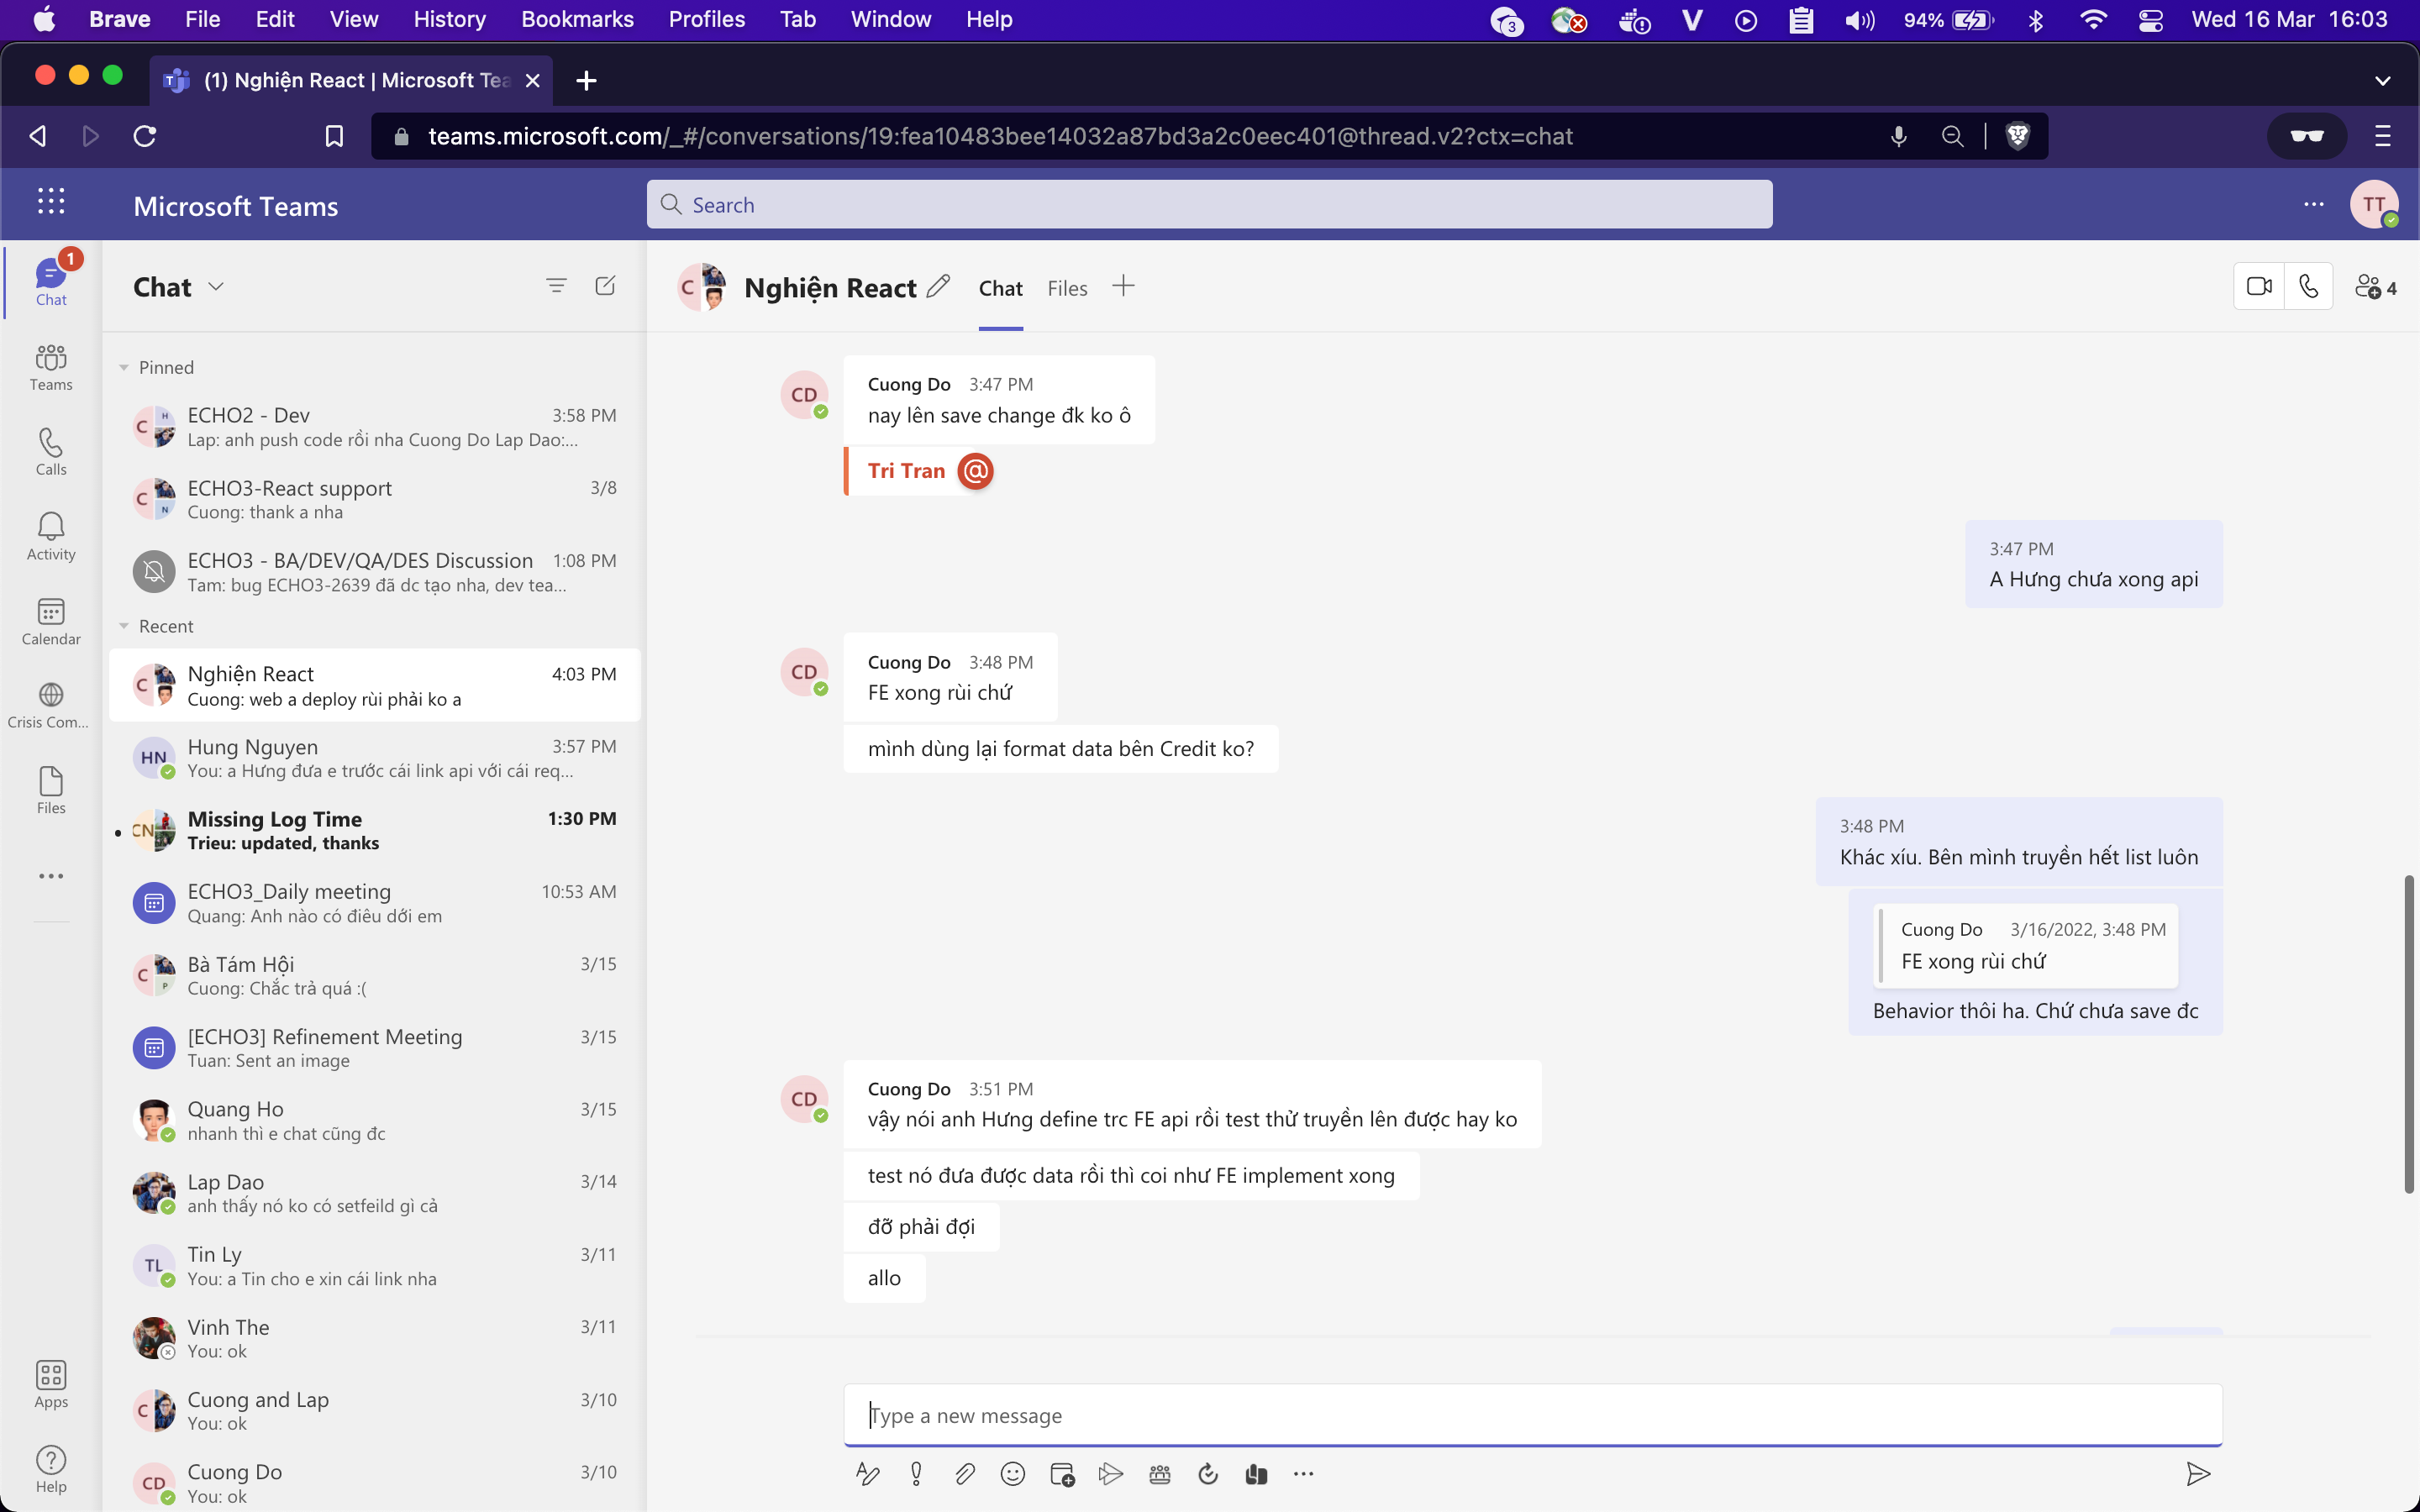 Brave File Edit View History Bookmarks Profiles Tab Window Help
3
94%
Wed 16 Mar 16:03
(1) Nghiện React | Microsoft Tea
teams.microsoft.com/_#/conversations/19:fea10483bee14032a87bd3a2c0eec401@thread.v2?ctx=chat
Microsoft Teams
Search
TT
1
Chat
Teams
Calls
Activity
Calendar
Crisis Com...
Files
Apps
Help
Chat
Pinned
ECHO2 - Dev 3:58 PM
Lap: anh push code rồi nha Cuong Do Lap Dao:...
ECHO3-React support 3/8
Cuong: thank a nha
ECHO3 - BA/DEV/QA/DES Discussion 1:08 PM
Tam: bug ECHO3-2639 đã dc tạo nha, dev tea...
Recent
Nghiện React 4:03 PM
Cuong: web a deploy rùi phải ko a
HN
Hung Nguyen 3:57 PM
You: a Hưng đưa e trước cái link api với cái req...
CN
Missing Log Time 1:30 PM
Trieu: updated, thanks
ECHO3_Daily meeting 10:53 AM
Quang: Anh nào có điêu dới em
Bà Tám Hội 3/15
Cuong: Chắc trả quá :(
[ECHO3] Refinement Meeting 3/15
Tuan: Sent an image
Quang Ho 3/15
nhanh thì e chat cũng đc
Lap Dao 3/14
anh thấy nó ko có setfeild gì cả
TL
Tin Ly 3/11
You: a Tin cho e xin cái link nha
Vinh The 3/11
You: ok
Cuong and Lap 3/10
You: ok
CD
Cuong Do 3/10
You: ok
C
Nghiện React
Chat Files
4
CD
Cuong Do 3:47 PM
nay lên save change đk ko ô
Tri Tran @
3:47 PM
A Hưng chưa xong api
CD
Cuong Do 3:48 PM
FE xong rùi chứ
mình dùng lại format data bên Credit ko?
3:48 PM
Khác xíu. Bên mình truyền hết list luôn
Cuong Do 3/16/2022, 3:48 PM
FE xong rùi chứ
Behavior thôi ha. Chứ chưa save đc
CD
Cuong Do 3:51 PM
vậy nói anh Hưng define trc FE api rồi test thử truyền lên được hay ko
test nó đưa được data rồi thì coi như FE implement xong
đỡ phải đợi
allo
Type a new message